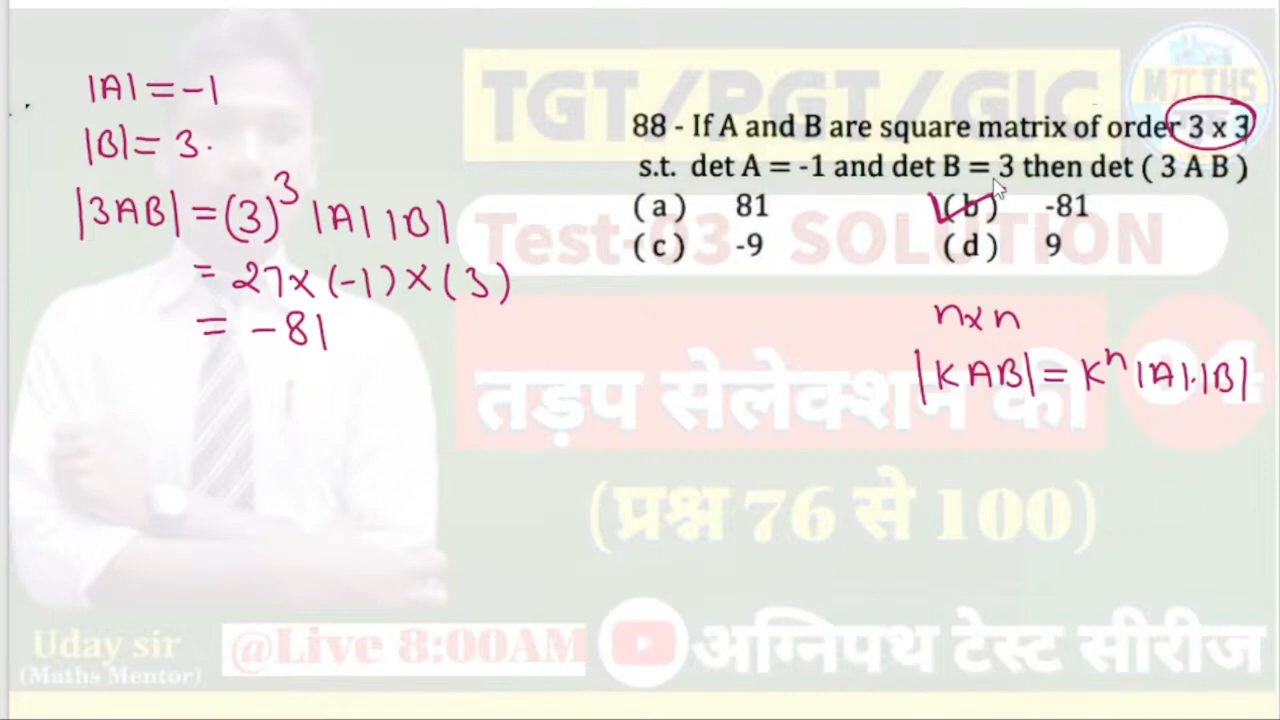 |A| = -1
|B| = 3.
|3AB| = (3)³ |A| |B|
= 27 × (-1) × (3)
= -81
TGT/PGT/GIC
MΠTHS
88 - If A and B are square matrix of order 3 x 3
s.t. det A = -1 and det B = 3 then det ( 3 A B )
(a) 81 (b) -81
(c) -9 (d) 9
Test-03 SOLUTION
n×n
|KAB| = Kⁿ |A|.|B|
तड़प सेलेक्शन की
(प्रश्न 76 से 100)
Uday sir
(Maths Mentor)
@Live 8:00AM
अग्निपथ टेस्ट सीरीज